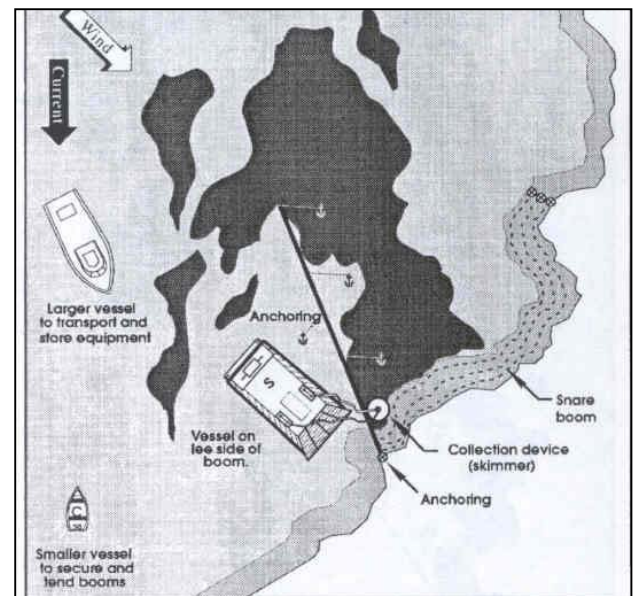 Wind
Current
Larger vessel
to transport and
store equipment
Anchoring
S
Vessel on
lee side of
boom.
Snare
boom
Collection device
(skimmer)
Anchoring
C
Smaller vessel
to secure and
tend booms